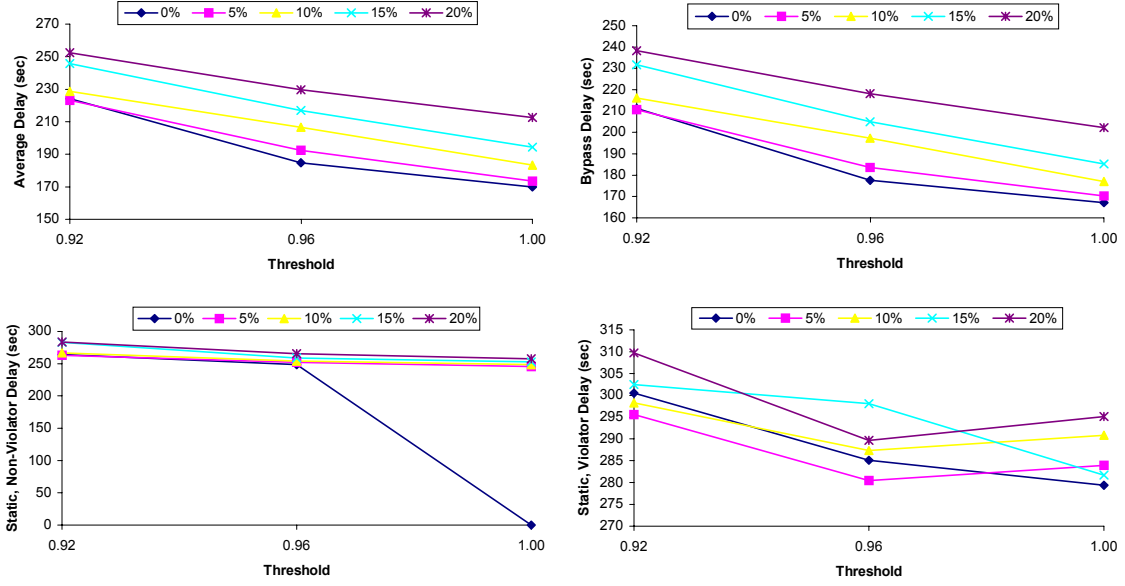 0% 5% 10% 15% 20%
270
250
230
210
190
170
150
0.92 0.96 1.00
Threshold
Average Delay (sec)
0% 5% 10% 15% 20%
250
240
230
220
210
200
190
180
170
160
0.92 0.96 1.00
Threshold
Bypass Delay (sec)
0% 5% 10% 15% 20%
300
250
200
150
100
50
0
0.92 0.96 1.00
Threshold
Static, Non-Violator Delay (sec)
0% 5% 10% 15% 20%
315
310
305
300
295
290
285
280
275
270
0.92 0.96 1.00
Threshold
Static, Violator Delay (sec)